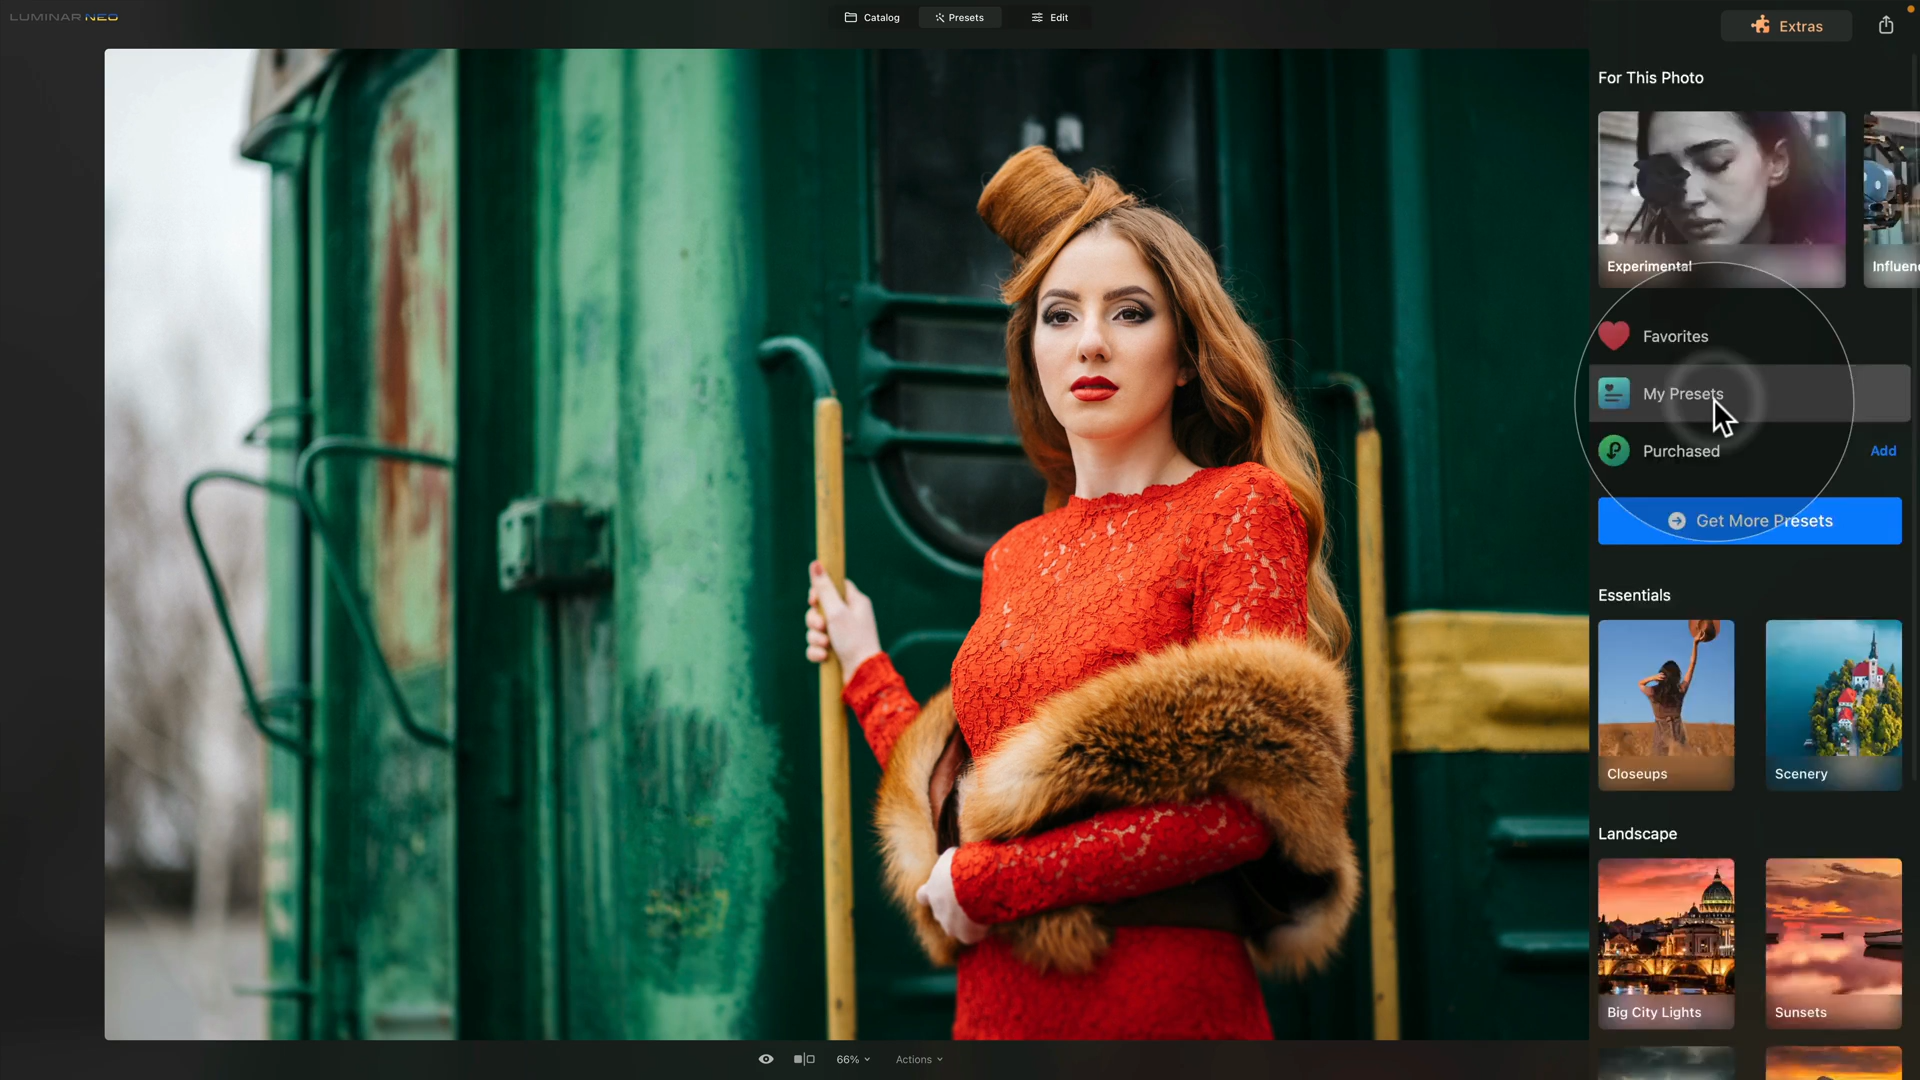 LUMINAR NEO
Catalog
Presets
Edit
Extras
For This Photo
Experimental
Influen
Favorites
My Presets
Purchased
Add
Get More Presets
Essentials
Closeups
Scenery
Landscape
Big City Lights
Sunsets
66%
Actions